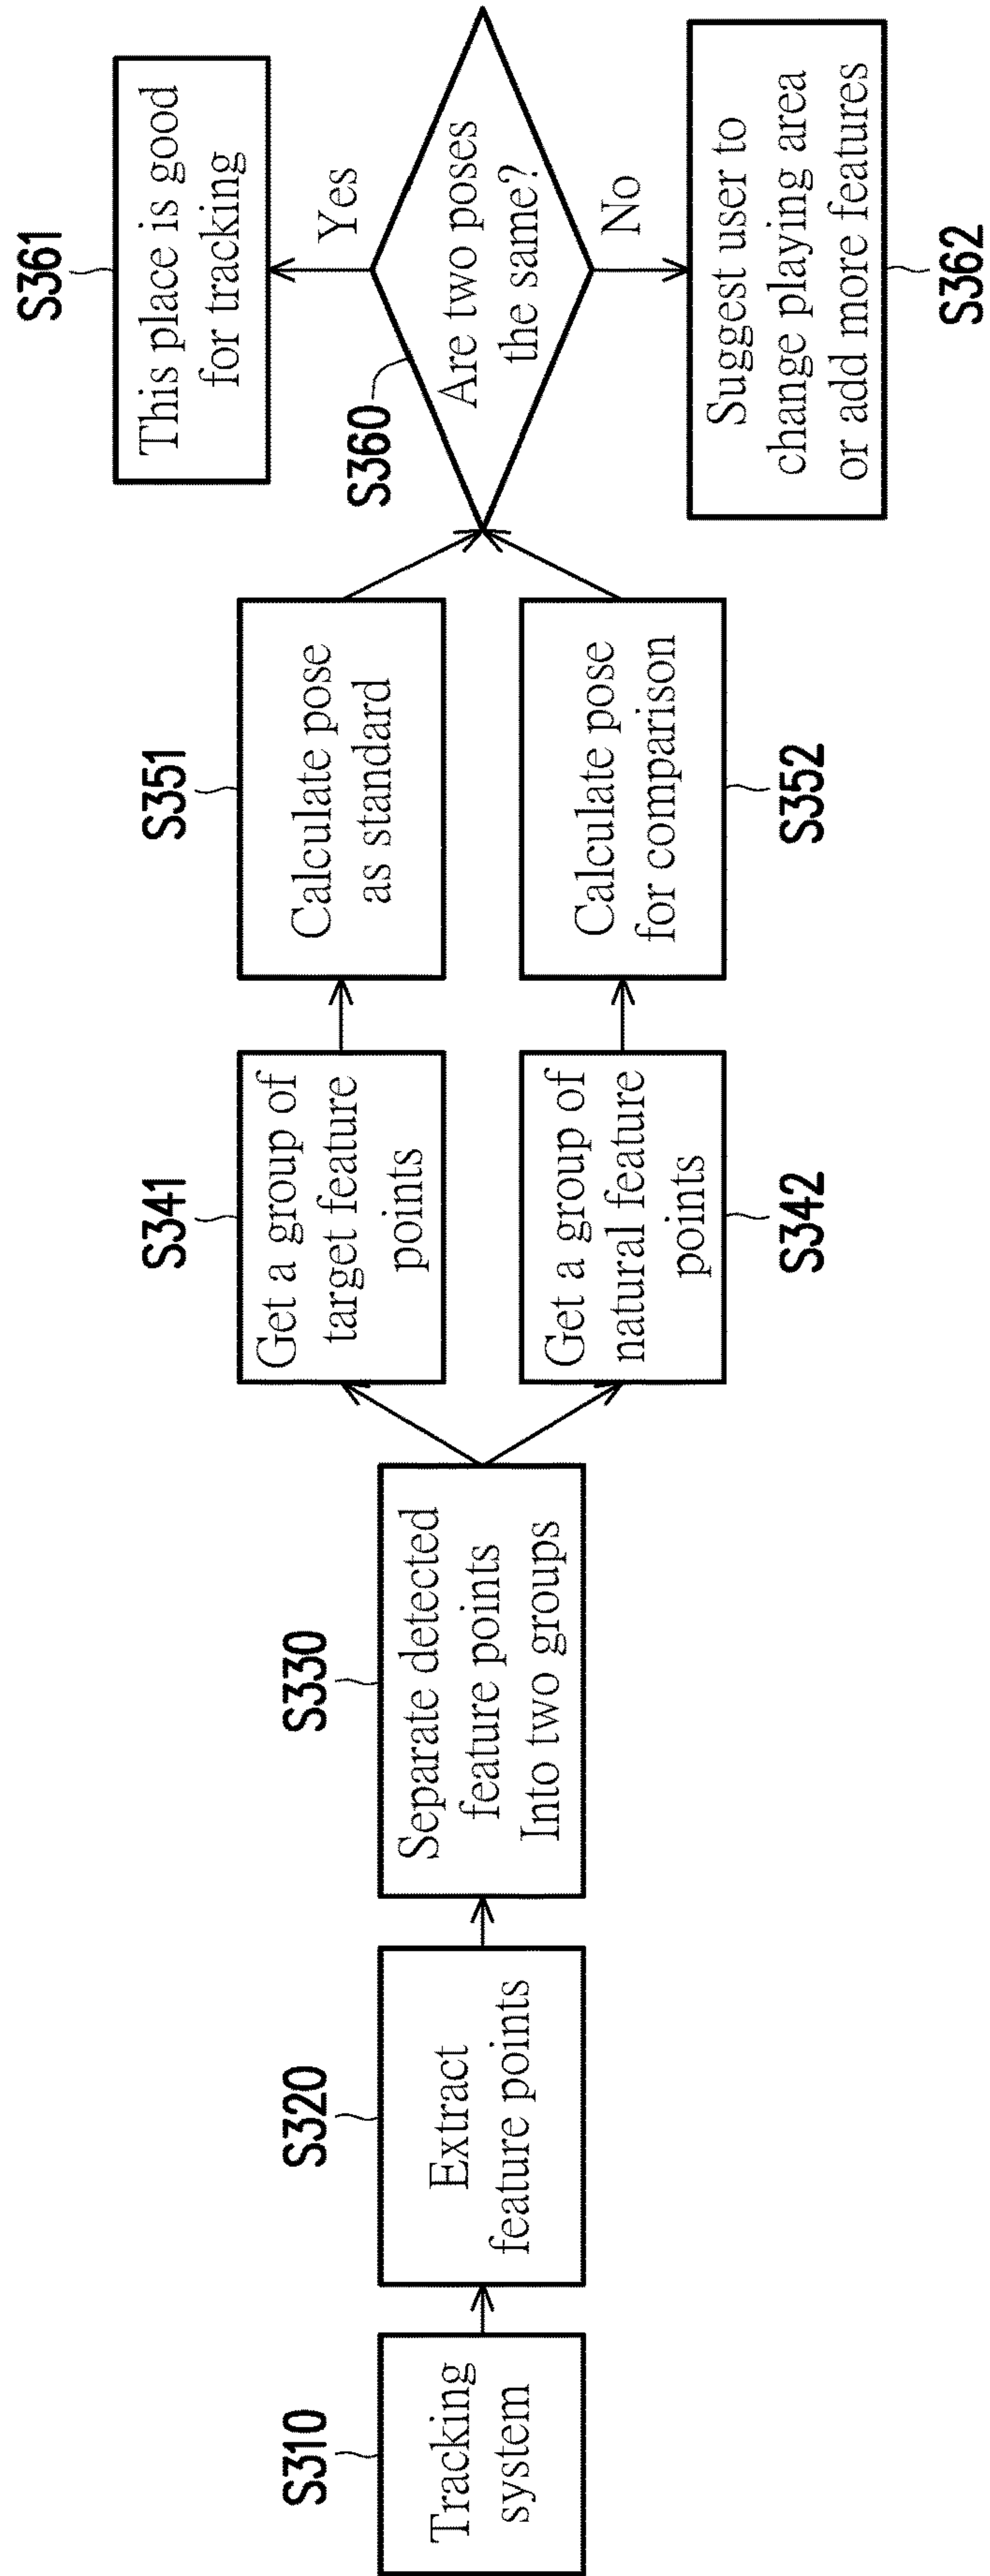 S310
Tracking
system
S320
Extract
feature points
S330
Separate detected
feature points
Into two groups
S341
Get a group of
target feature
points
S342
Get a group of
natural feature
points
S351
Calculate pose
as standard
S352
Calculate pose
for comparison
S360
Are two poses
the same?
Yes
S361
This place is good
for tracking
No
S362
Suggest user to
change playing area
or add more features